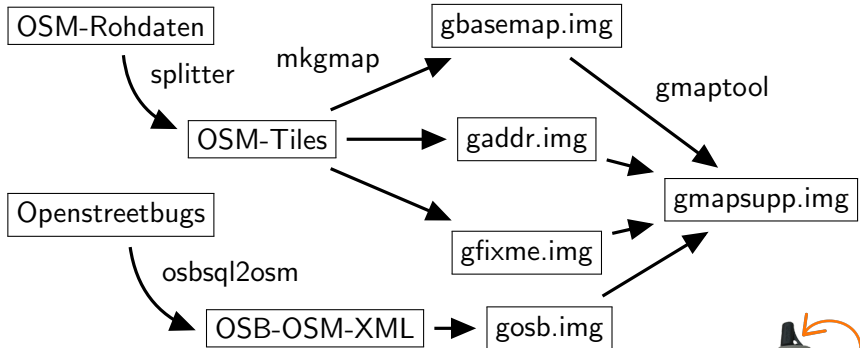 OSM-Rohdaten
gbasemap.img
mkgmap
splitter
gmaptool
OSM-Tiles
gaddr.img
gmapsupp.img
Openstreetbugs
gfixme.img
osbsql2osm
OSB-OSM-XML
gosb.img